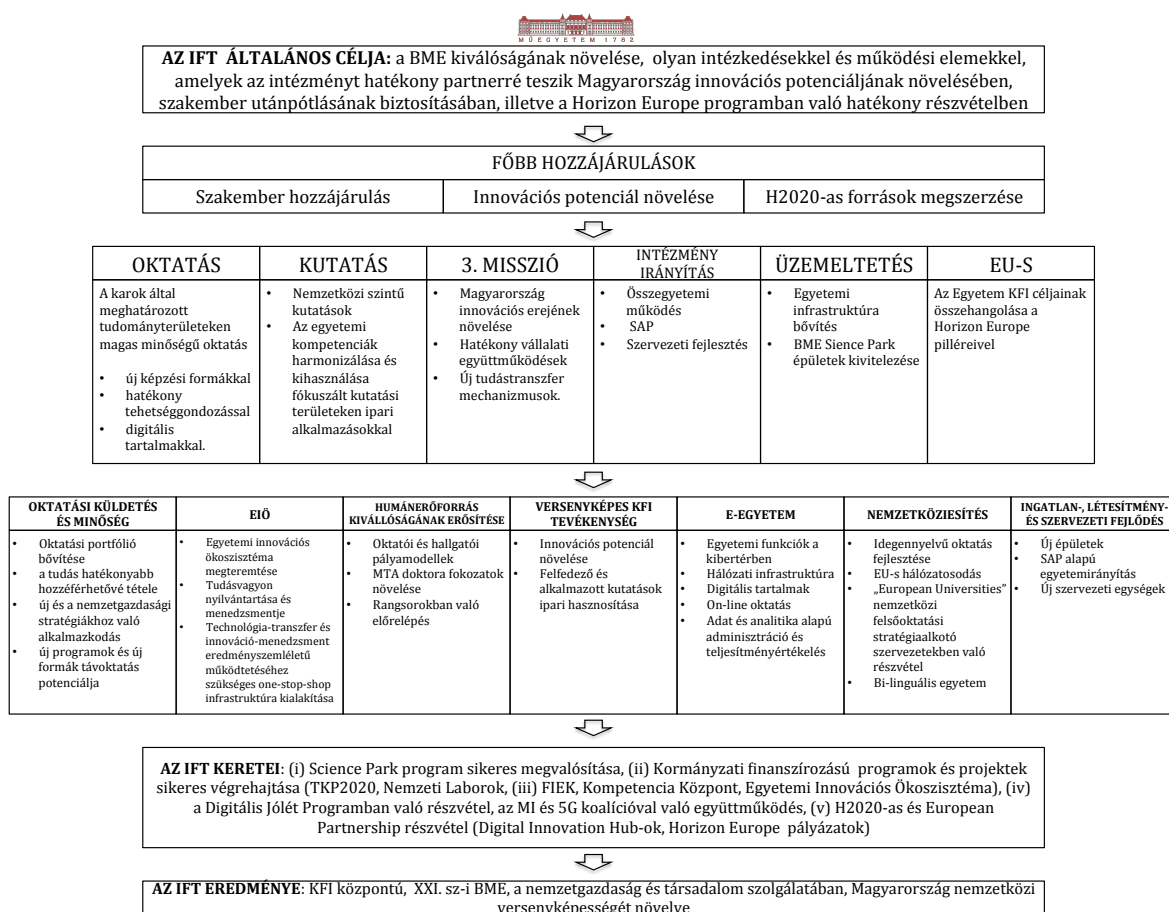 MŰEGYETEM 1782
AZ IFT ÁLTALÁNOS CÉLJA: a BME kiválóságának növelése, olyan intézkedésekkel és működési elemekkel,
amelyek az intézményt hatékony partnerré teszik Magyarország innovációs potenciáljának növelésében,
szakember utánpótlásának biztosításában, illetve a Horizon Europe programban való hatékony részvételben
FŐBB HOZZÁJÁRULÁSOK
Szakember hozzájárulás
Innovációs potenciál növelése
H2020-as források megszerzése
OKTATÁS
A karok által
meghatározott
tudományterületeken
magas minőségű oktatás
• új képzési formákkal
• hatékony
tehetséggondozással
• digitális
tartalmakkal.
KUTATÁS
• Nemzetközi szintű
kutatások
• Az egyetemi
kompetenciák
harmonizálása és
kihasználása
fókuszált kutatási
területeken ipari
alkalmazásokkal
3. MISSZIÓ
• Magyarország
innovációs erejének
növelése
• Hatékony vállalati
együttműködések
• Új tudástranszfer
mechanizmusok.
INTÉZMÉNY
IRÁNYÍTÁS
• Összegyetemi
működés
• SAP
• Szervezeti fejlesztés
ÜZEMELTETÉS
• Egyetemi
infrastruktúra
bővítés
• BME Sience Park
épületek kivitelezése
EU-S
Az Egyetem KFI céljainak
összehangolása a
Horizon Europe
pilléreivel
OKTATÁSI KÜLDETÉS
ÉS MINŐSÉG
• Oktatási portfólió
bővítése
• a tudás hatékonyabb
hozzéférhetővé tétele
• új és a nemzetgazdasági
stratégiákhoz való
alkalmazkodás
• új programok és új
formák távoktatás
potenciálja
EIÖ
• Egyetemi innovációs
ökoszisztéma
megteremtése
• Tudásvagyon
nyilvántartása és
menedzsmentje
• Technológia-transzfer és
innováció-menedzsment
eredményszemléletű
működtetéséhez
szükséges one-stop-shop
infrastruktúra kialakítása
HUMÁNERŐFORRÁS
KIVÁLLÓSÁGÁNAK ERŐSÍTÉSE
• Oktatói és hallgatói
pályamodellek
• MTA doktora fokozatok
növelése
• Rangsorokban való
előrelépés
VERSENYKÉPES KFI
TEVÉKENYSÉG
• Innovációs potenciál
növelése
• Felfedező és
alkalmazott kutatások
ipari hasznosítása
E-EGYETEM
• Egyetemi funkciók a
kibertérben
• Hálózati infrastruktúra
• Digitális tartalmak
• On-line oktatás
• Adat és analitika alapú
adminisztráció és
teljesítményértékelés
NEMZETKÖZIESÍTÉS
• Idegennyelvű oktatás
fejlesztése
• EU-s hálózatosodás
• „European Universities"
nemzetközi
felsőoktatási
stratégiaalkotó
szervezetekben való
részvétel
• Bi-linguális egyetem
INGATLAN-, LÉTESÍTMÉNY-
ÉS SZERVEZETI FEJLŐDÉS
• Új épületek
• SAP alapú
egyetemirányítás
• Új szervezeti egységek
AZ IFT KERETEI: (i) Science Park program sikeres megvalósítása, (ii) Kormányzati finanszírozású programok és projektek
sikeres végrehajtása (TKP2020, Nemzeti Laborok, (iii) FIEK, Kompetencia Központ, Egyetemi Innovációs Ökoszisztéma), (iv)
a Digitális Jólét Programban való részvétel, az MI és 5G koalícióval való együttműködés, (v) H2020-as és European
Partnership részvétel (Digital Innovation Hub-ok, Horizon Europe pályázatok)
AZ IFT EREDMÉNYE: KFI központú, XXI. sz-i BME, a nemzetgazdaság és társadalom szolgálatában, Magyarország nemzetközi
versenyképességét növelve